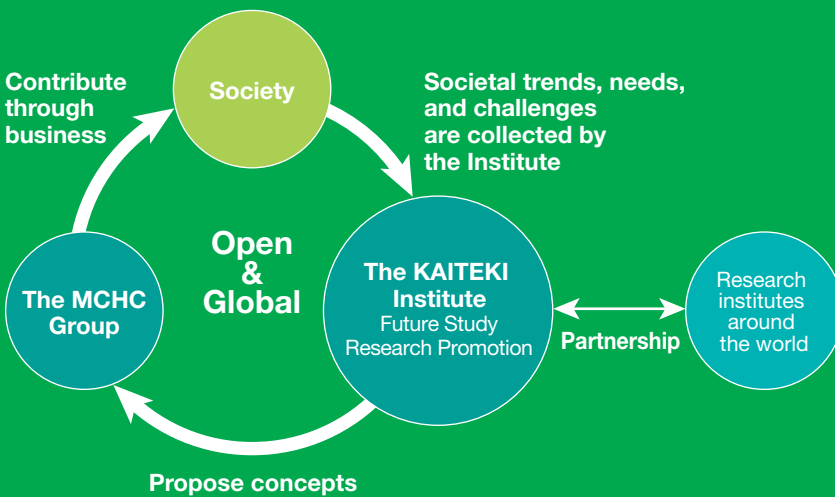 Contribute
through
business
Society
Societal trends, needs,
and challenges
are collected by
the Institute
Open
&
Global
The MCHC
Group
The KAITEKI
Institute
Future Study
Research Promotion
Partnership
Research
institutes
around
the world
Propose concepts